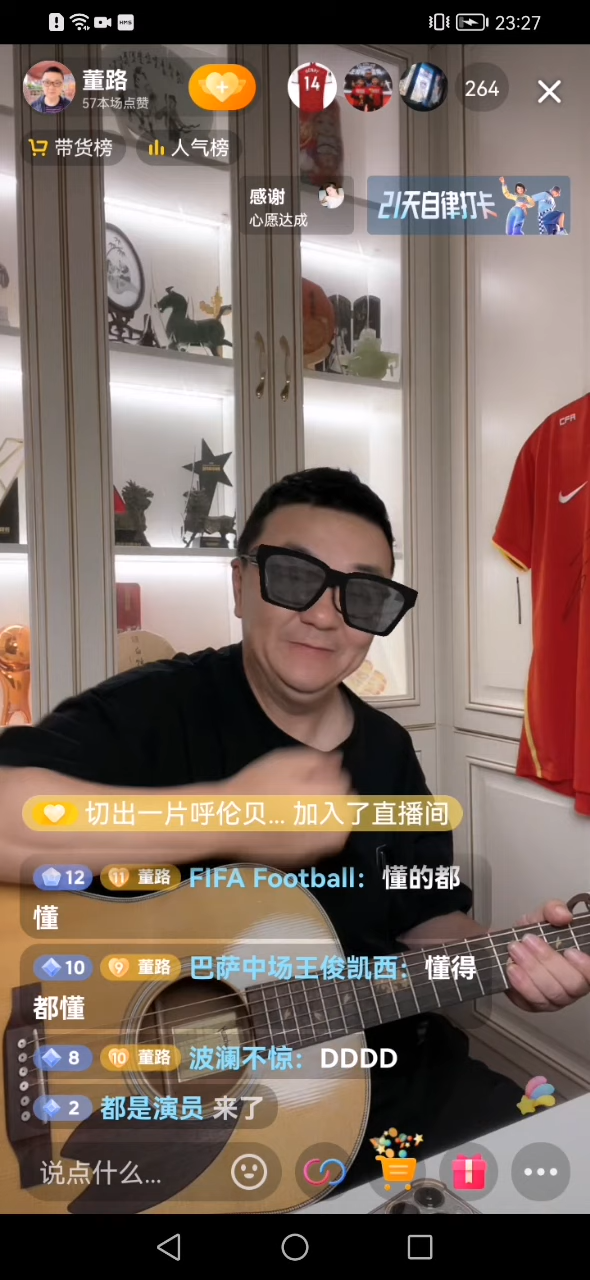 23:27
董路
57本场点赞
14
264
带货榜
人气榜
感谢
心愿达成
21天自律打卡
CFA
切出一片呼伦贝... 加入了直播间
12 11 董路 FIFA Football：懂的都
懂
10 9 董路 巴萨中场王俊凯西：懂得
都懂
8 10 董路 波澜不惊：DDDD
2 都是演员 来了
说点什么...